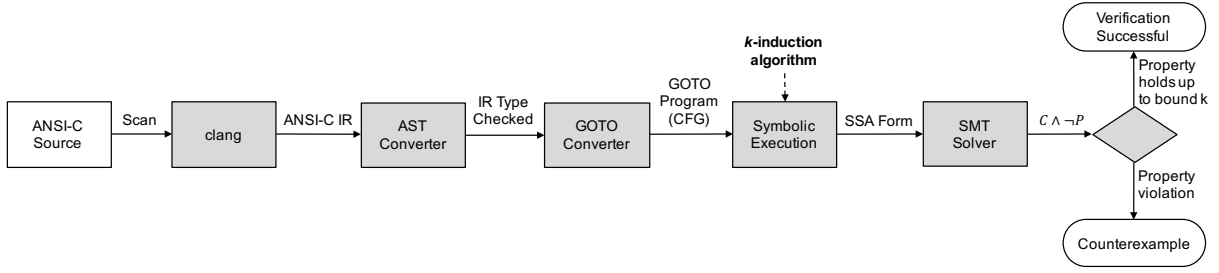 ANSI-C
Source
Scan
clang
ANSI-C IR
AST
Converter
IR Type
Checked
GOTO
Converter
GOTO
Program
(CFG)
k-induction
algorithm
Symbolic
Execution
SSA Form
SMT
Solver
C ∧ ¬P
Verification
Successful
Property
holds up
to bound k
Property
violation
Counterexample